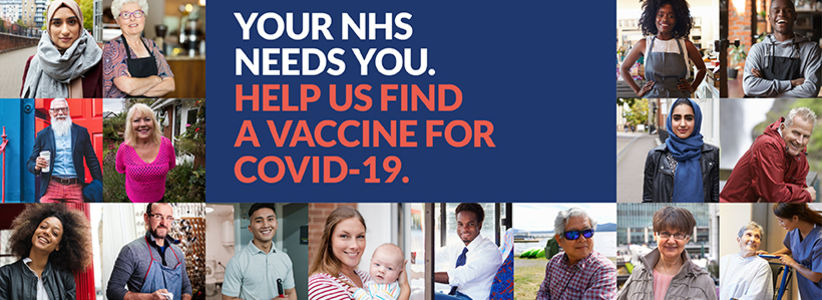 YOUR NHS
NEEDS YOU.
HELP US FIND
A VACCINE FOR
COVID-19.